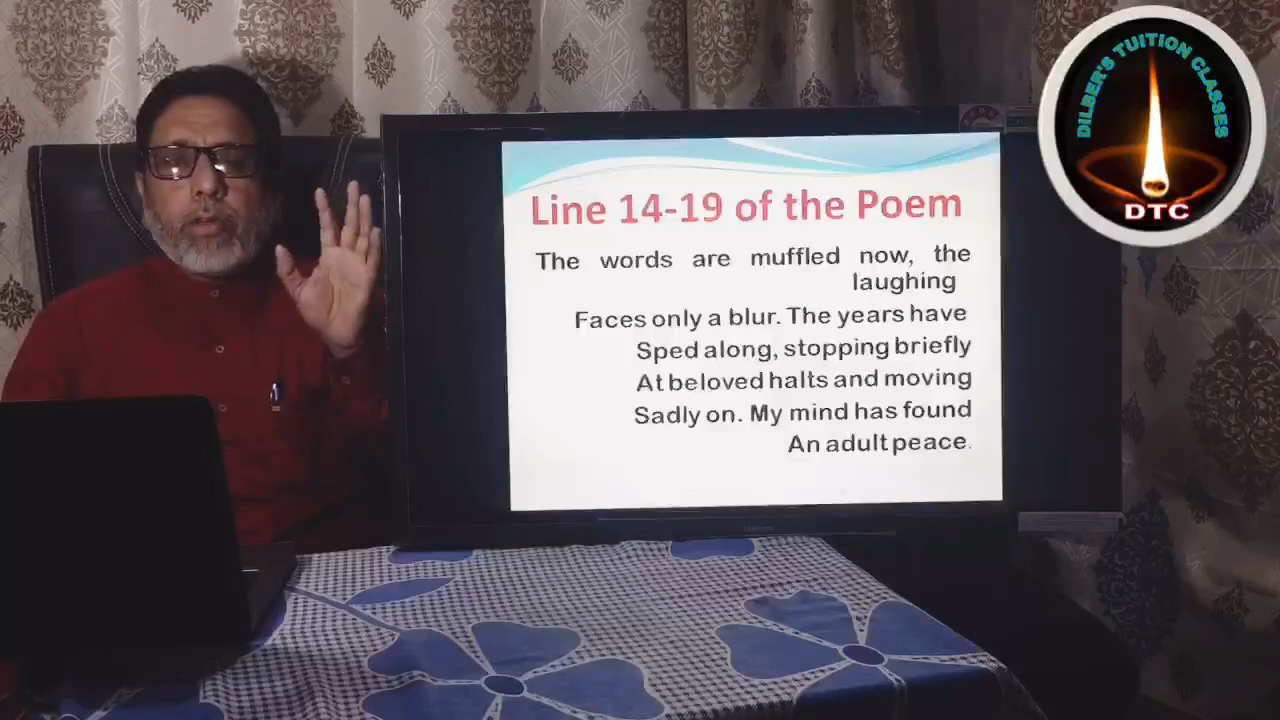 Line 14-19 of the Poem
The words are muffled now, the
laughing
Faces only a blur. The years have
Sped along, stopping briefly
At beloved halts and moving
Sadly on. My mind has found
An adult peace.
DILBER'S TUITION CLASSES
DTC